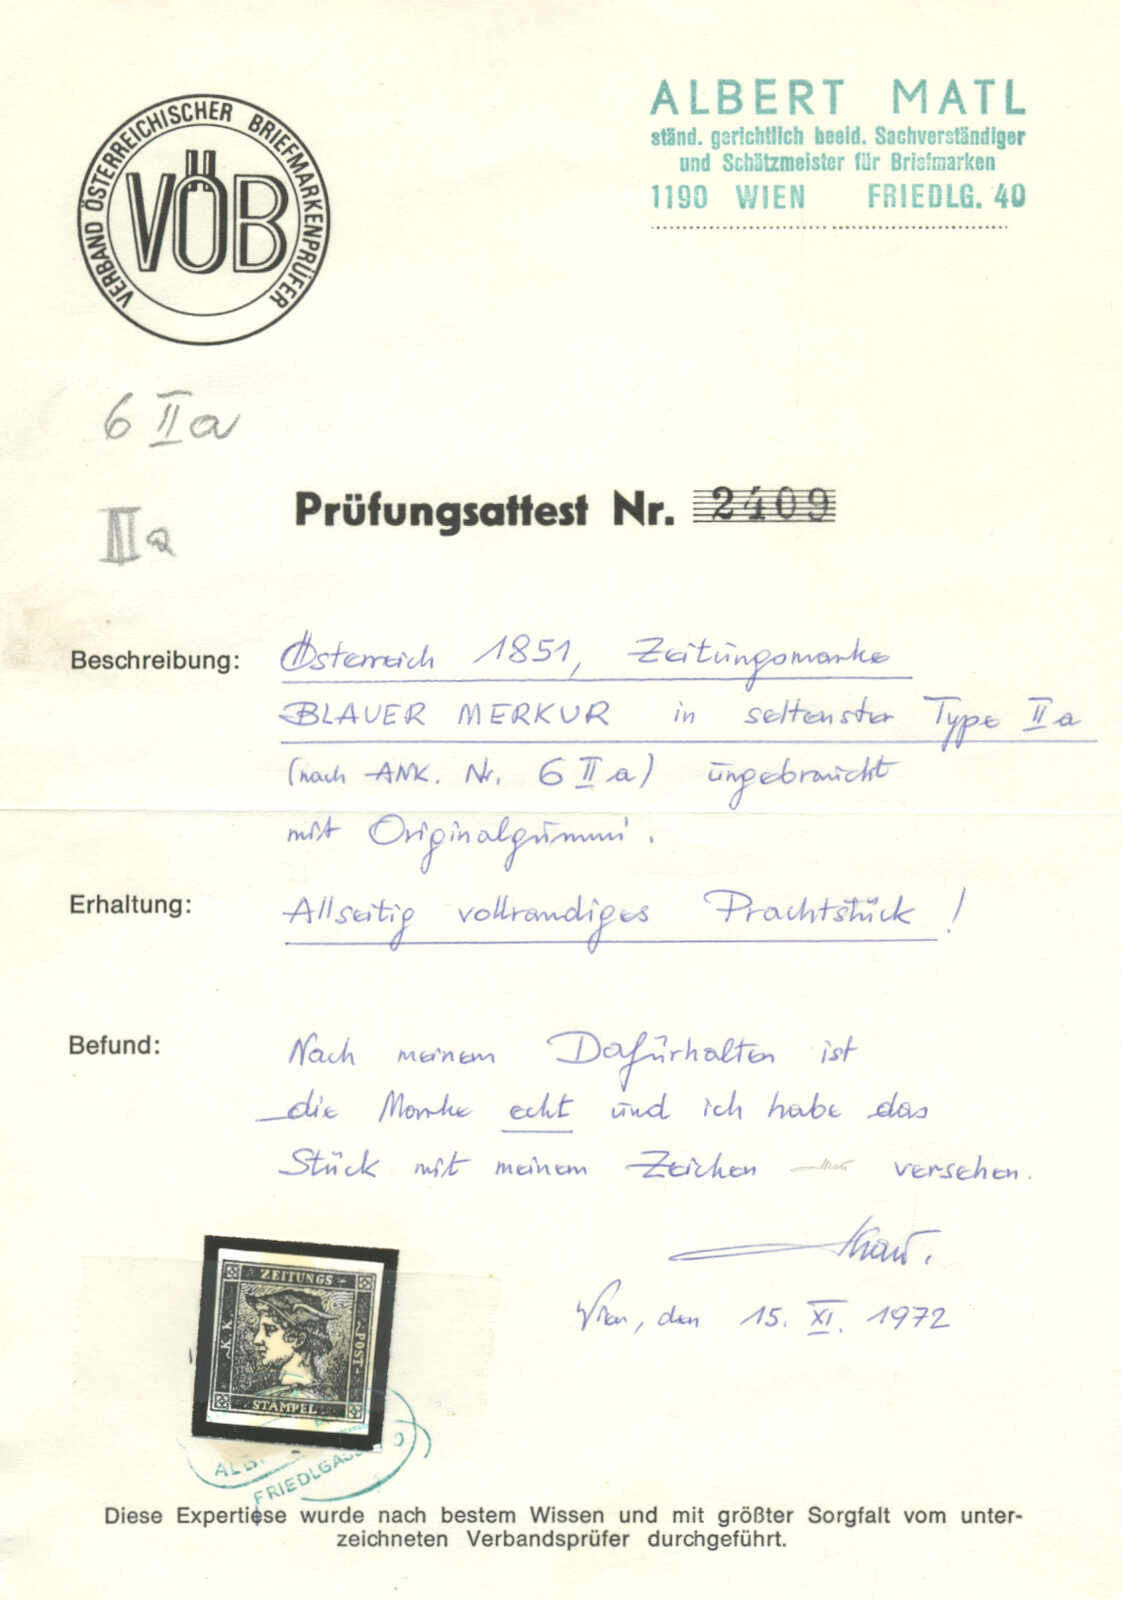 VERBAND ÖSTERREICHISCHER BRIEFMARKENPRÜFER
VÖB
ALBERT MATL
ständ. gerichtlich beeid. Sachverständiger
und Schätzmeister für Briefmarken
1190 WIEN FRIEDLG. 40
6 II a
III a
Prüfungsattest Nr. 2409
Beschreibung: Österreich 1851, Zeitungsmarke
BLAUER MERKUR in seltenster Type II a
(nach ANK. Nr. 6 II a) ungebraucht
mit Originalgummi.
Erhaltung: Allseitig vollrandiges Prachtstück!
Befund: Nach meinem Dafürhalten ist
die Marke echt und ich habe das
Stück mit meinem Zeichen versehen.
Wien, den 15. XI. 1972
ZEITUNGS
K.K.
POST-
STAMPEL
Diese Expertiese wurde nach bestem Wissen und mit größter Sorgfalt vom unter-
zeichneten Verbandsprüfer durchgeführt.